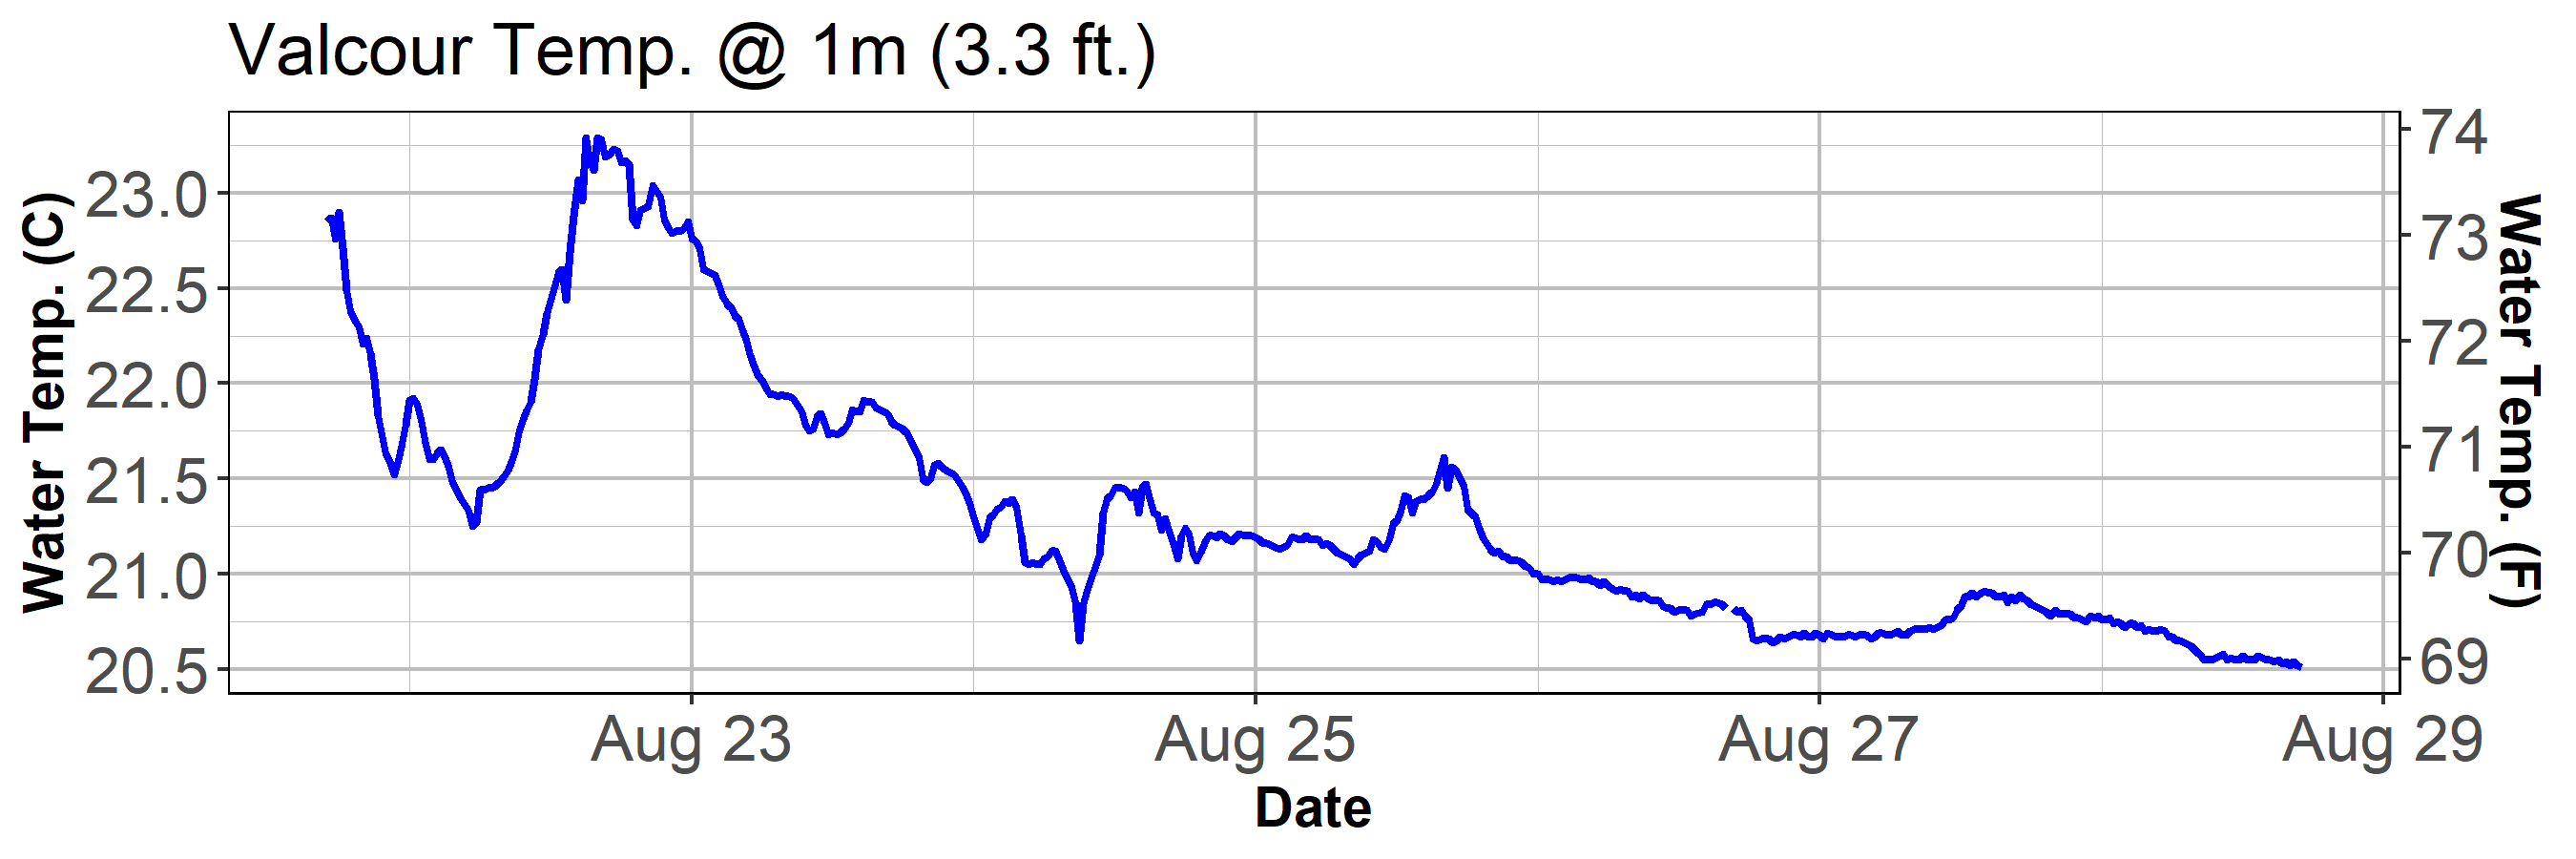 Valcour Temp. @ 1m (3.3 ft.)
Water Temp. (C)
23.0
22.5
22.0
21.5
21.0
20.5
74
73
72
71
70
69
Water Temp. (F)
Aug 23 Aug 25 Aug 27 Aug 29
Date